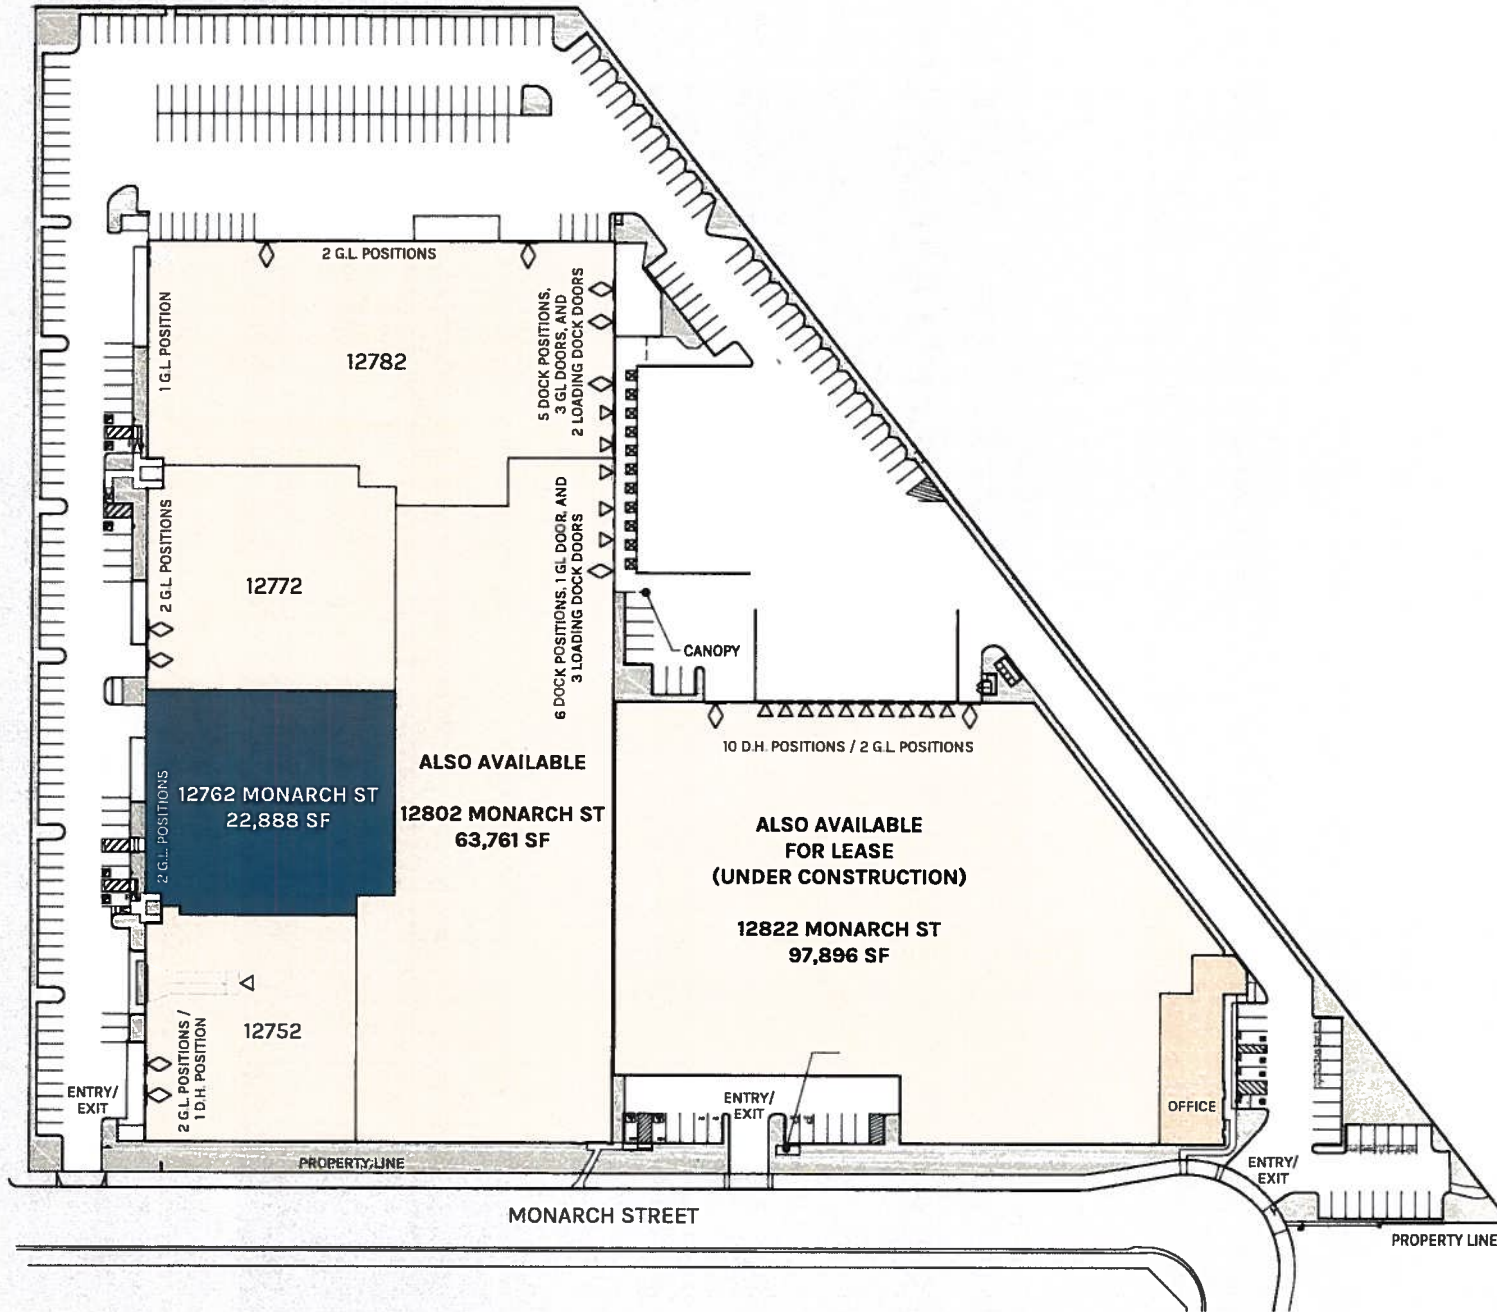 2 G.L. POSITIONS
1 G.L. POSITION
12782
5 DOCK POSITIONS,
3 GL DOORS, AND
2 LOADING DOCK DOORS
2 G.L. POSITIONS
12772
6 DOCK POSITIONS, 1 GL DOOR, AND
3 LOADING DOCK DOORS
CANOPY
10 D.H. POSITIONS / 2 G.L. POSITIONS
2 G.L. POSITIONS
12762 MONARCH ST
22,888 SF
ALSO AVAILABLE
12802 MONARCH ST
63,761 SF
ALSO AVAILABLE
FOR LEASE
(UNDER CONSTRUCTION)
12822 MONARCH ST
97,896 SF
2 G.L. POSITIONS /
1 D.H. POSITION
12752
ENTRY/
EXIT
ENTRY/
EXIT
OFFICE
PROPERTY LINE
ENTRY/
EXIT
MONARCH STREET
PROPERTY LINE